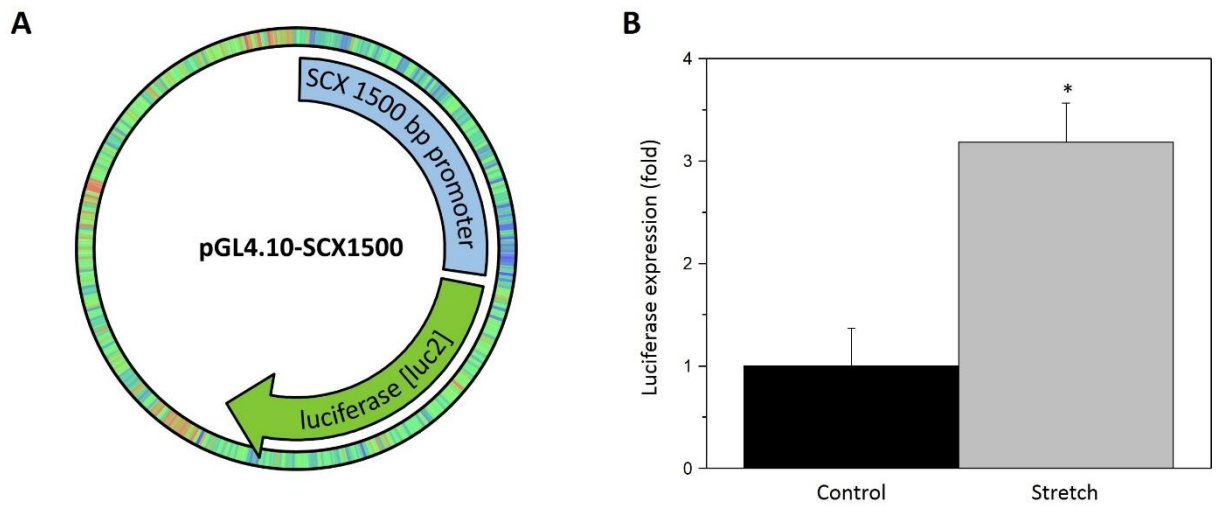 A
SCX 1500 bp promoter
pGL4.10-SCX1500
luciferase [luc2]
B
Luciferase expression (fold)
4
3
2
1
0
*
Control
Stretch